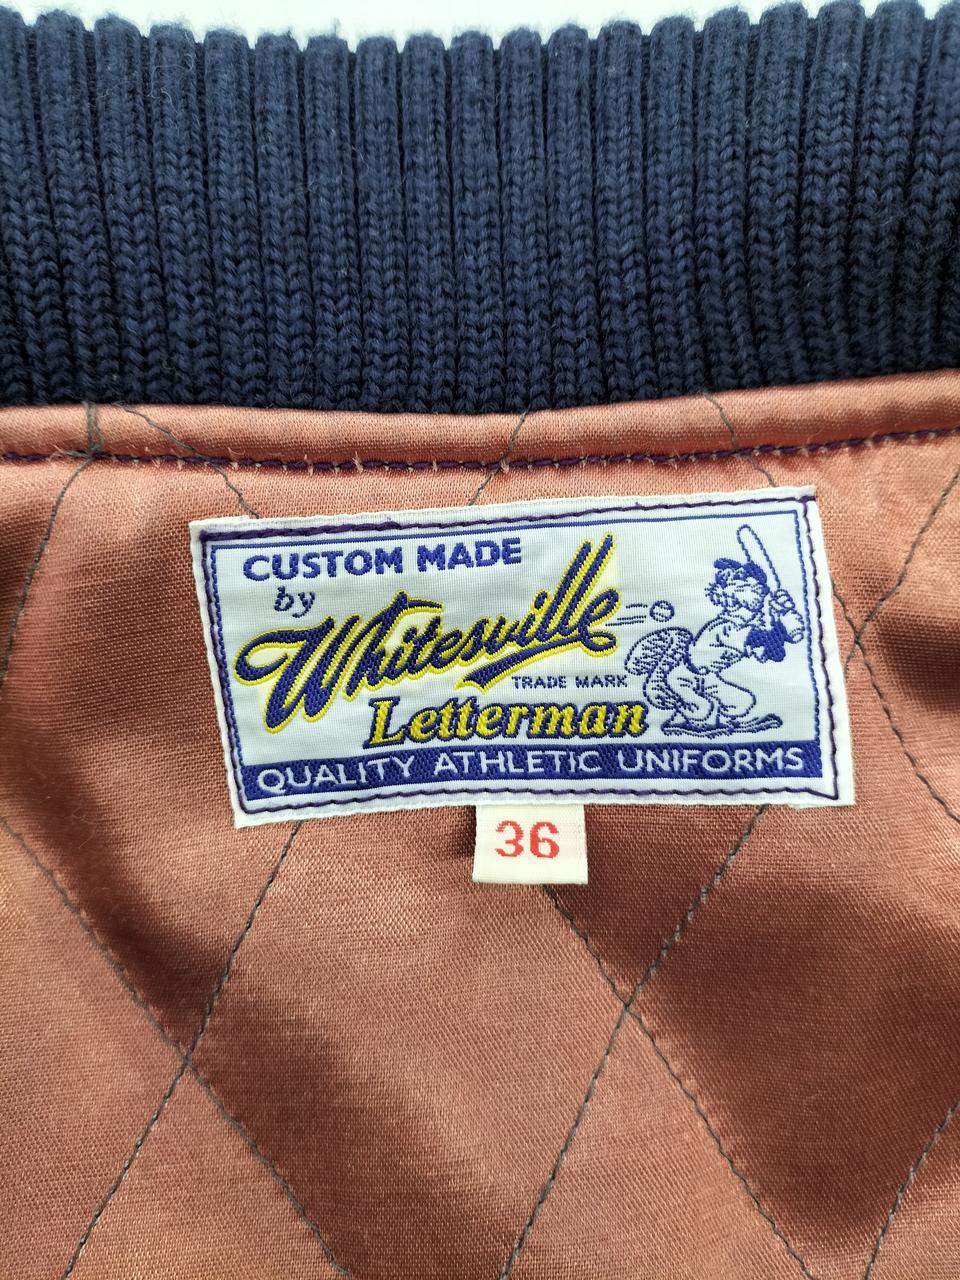 CUSTOM MADE
by
Whitesville
TRADE MARK
Letterman
QUALITY ATHLETIC UNIFORMS
36